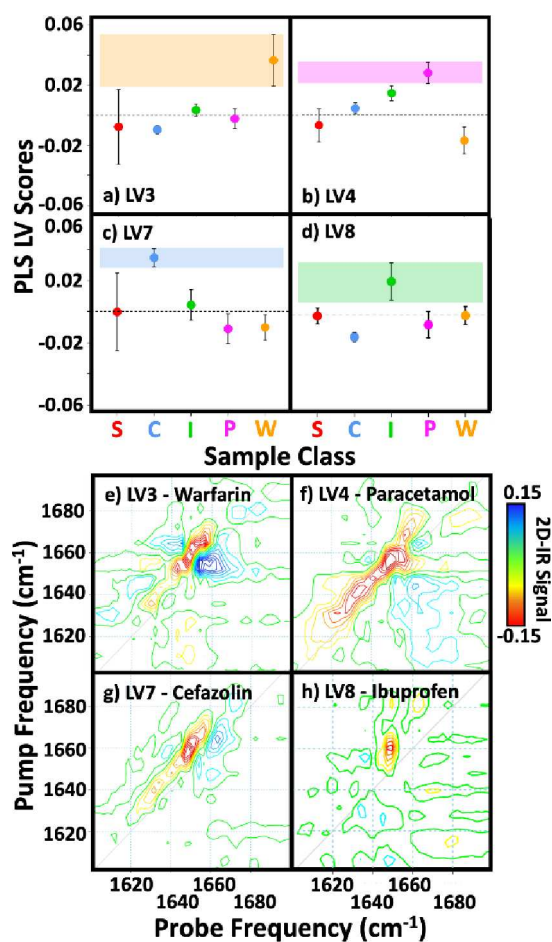 0.06
0.02
-0.02
-0.06
PLS LV Scores
a) LV3
b) LV4
c) LV7
d) LV8
0.02
-0.02
-0.06
S C I P W
S C I P W
Sample Class
e) LV3 - Warfarin
f) LV4 - Paracetamol
g) LV7 - Cefazolin
h) LV8 - Ibuprofen
1680
1660
1640
1620
1680
1660
1640
1620
Pump Frequency (cm⁻¹)
0.15
2D-IR Signal
-0.15
1620 1660
1640 1680
1620 1660
1640 1680
Probe Frequency (cm⁻¹)